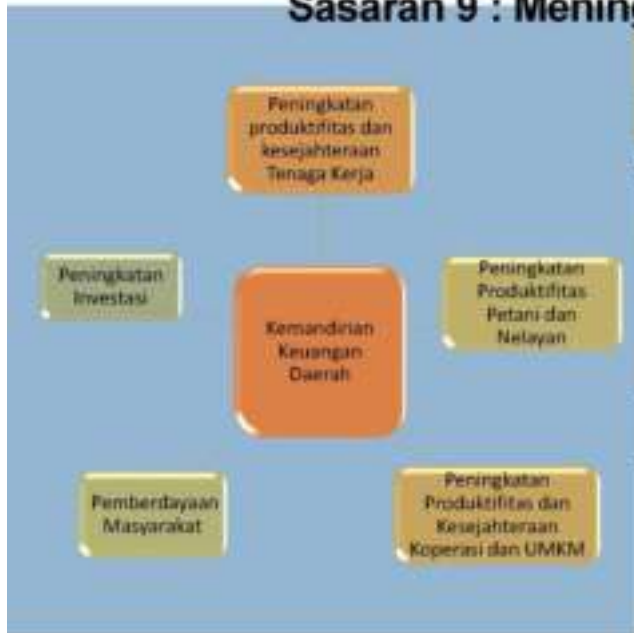 Sasaran 9 : Mening
Peningkatan
produktifitas dan
kesejahteraan
Tenaga Kerja
Peningkatan
Investasi
Kemandirian
Keuangan
Daerah
Peningkatan
Produktifitas
Petani dan
Nelayan
Pemberdayaan
Masyarakat
Peningkatan
Produktifitas dan
Kesejahteraan
Koperasi dan UMKM